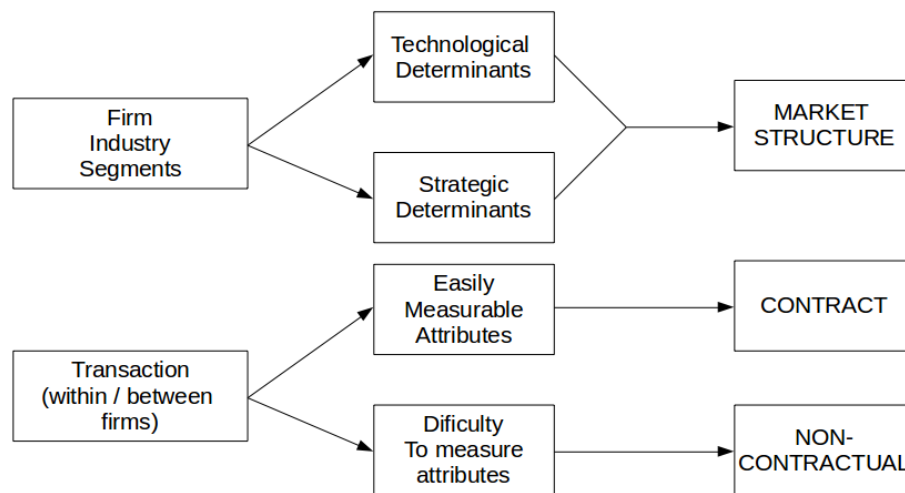 Technological
Determinants
Firm
Industry
Segments
MARKET
STRUCTURE
Strategic
Determinants
Easily
Measurable
Attributes
CONTRACT
Transaction
(within / between
firms)
Dificulty
To measure
attributes
NON-
CONTRACTUAL